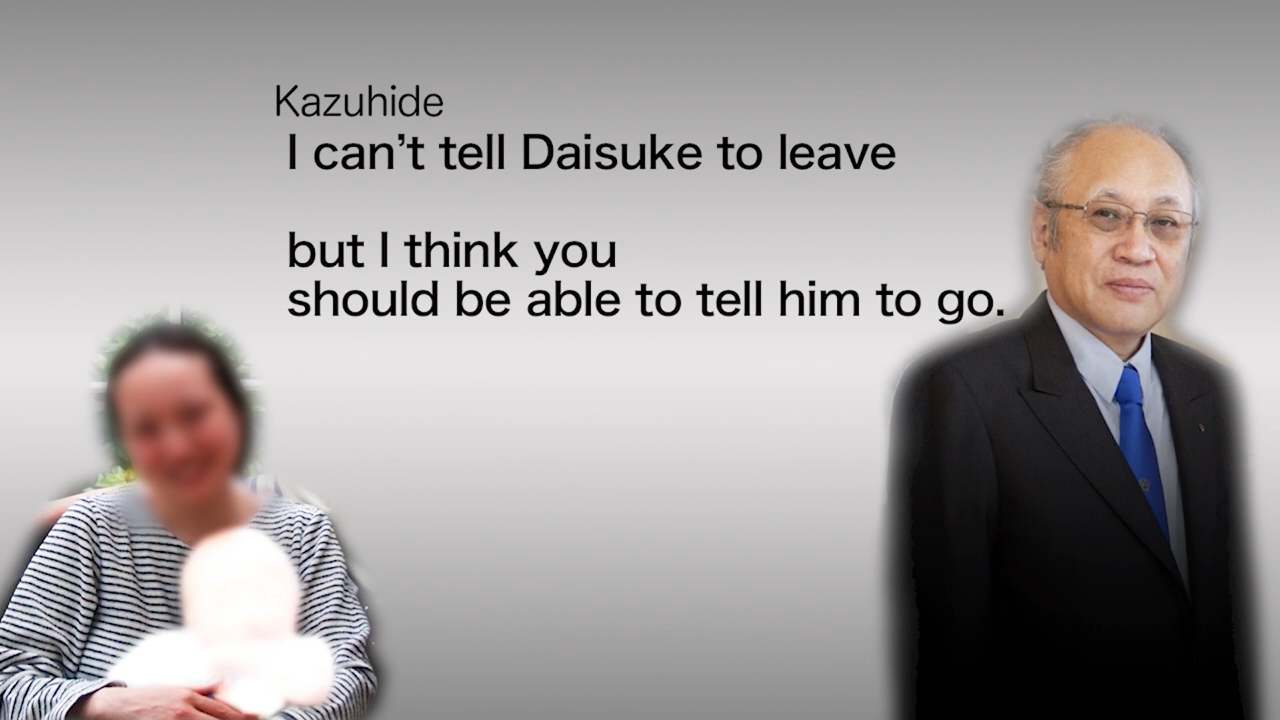 Kazuhide
I can’t tell Daisuke to leave
but I think you
should be able to tell him to go.